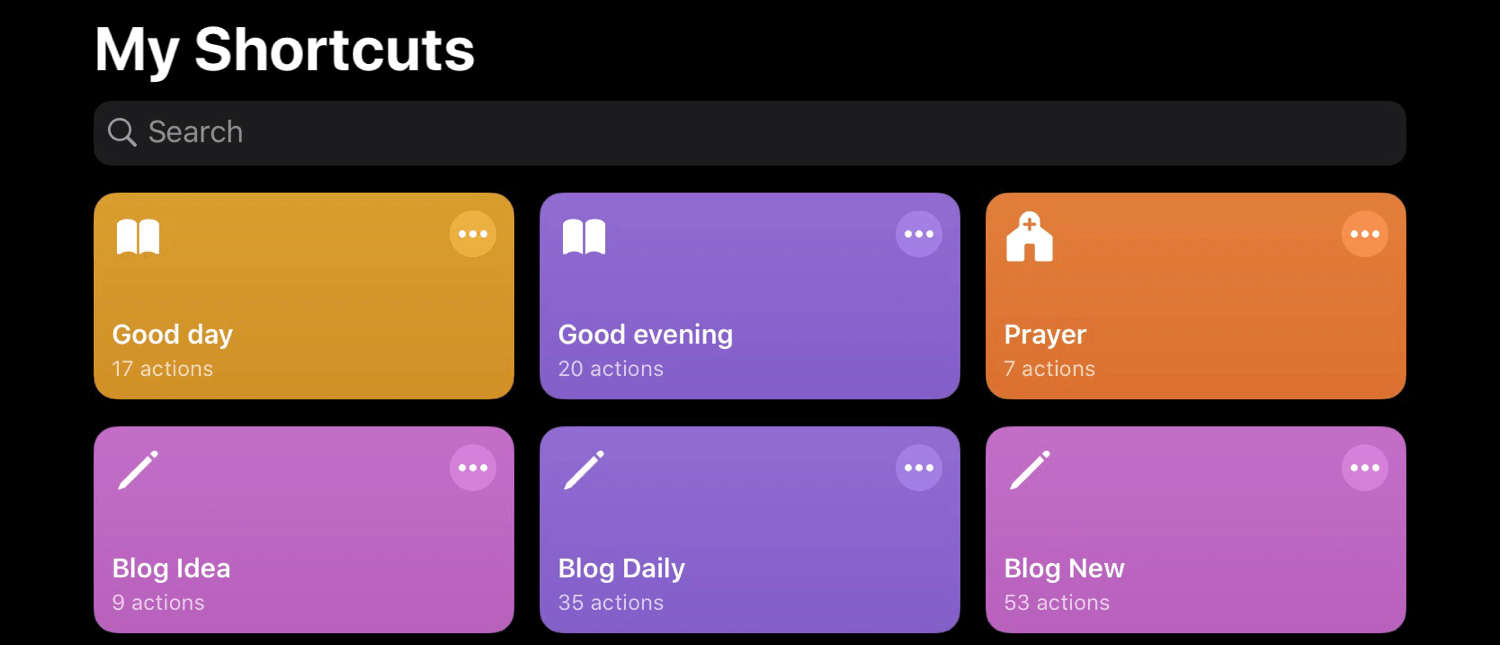 My Shortcuts
Search
Good day
17 actions
Good evening
20 actions
Prayer
7 actions
Blog Idea
9 actions
Blog Daily
35 actions
Blog New
53 actions